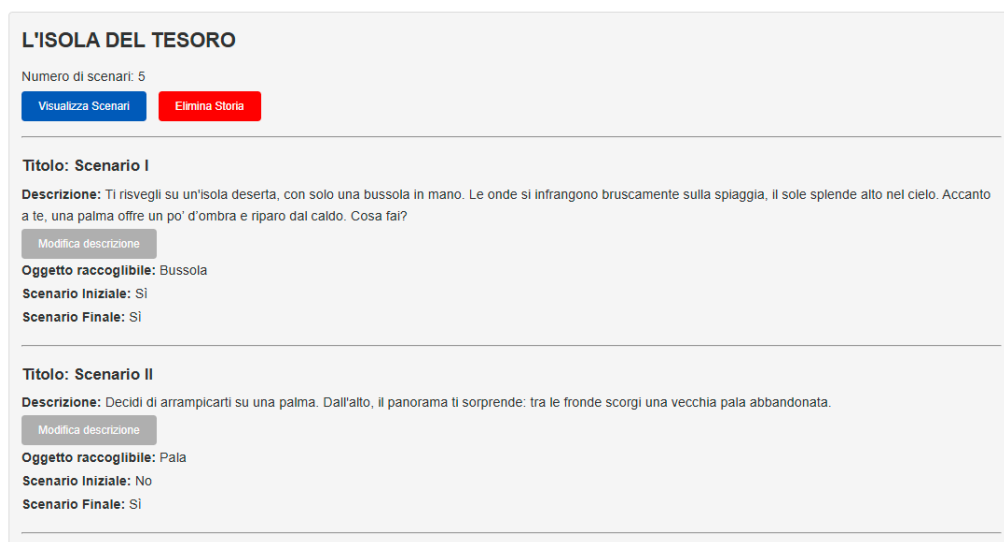 L'ISOLA DEL TESORO
Numero di scenari: 5
Visualizza Scenari Elimina Storia
Titolo: Scenario I
Descrizione: Ti risvegli su un'isola deserta, con solo una bussola in mano. Le onde si infrangono bruscamente sulla spiaggia, il sole splende alto nel cielo. Accanto
a te, una palma offre un po’ d’ombra e riparo dal caldo. Cosa fai?
Modifica descrizione
Oggetto raccoglibile: Bussola
Scenario Iniziale: Sì
Scenario Finale: Sì
Titolo: Scenario II
Descrizione: Decidi di arrampicarti su una palma. Dall'alto, il panorama ti sorprende: tra le fronde scorgi una vecchia pala abbandonata.
Modifica descrizione
Oggetto raccoglibile: Pala
Scenario Iniziale: No
Scenario Finale: Sì